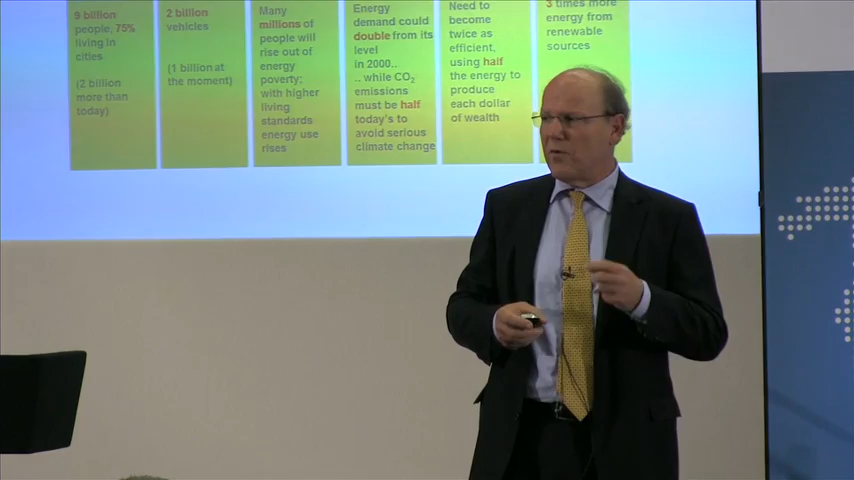 9 billion
people, 75%
living in
cities.
(2 billion
more than
today)
2 billion
vehicles
(1 billion at
the moment)
Many
millions of
people will
rise out of
energy
poverty;
with higher
living
standards
energy use
rises
Energy
demand could
double from its
level
in 2000..
.. while CO₂
emissions
must be half
today's to
avoid serious
climate change
Need to
become
twice as
efficient,
using half
the energy to
produce
each dollar
of wealth
3 times more
energy from
renewable
sources